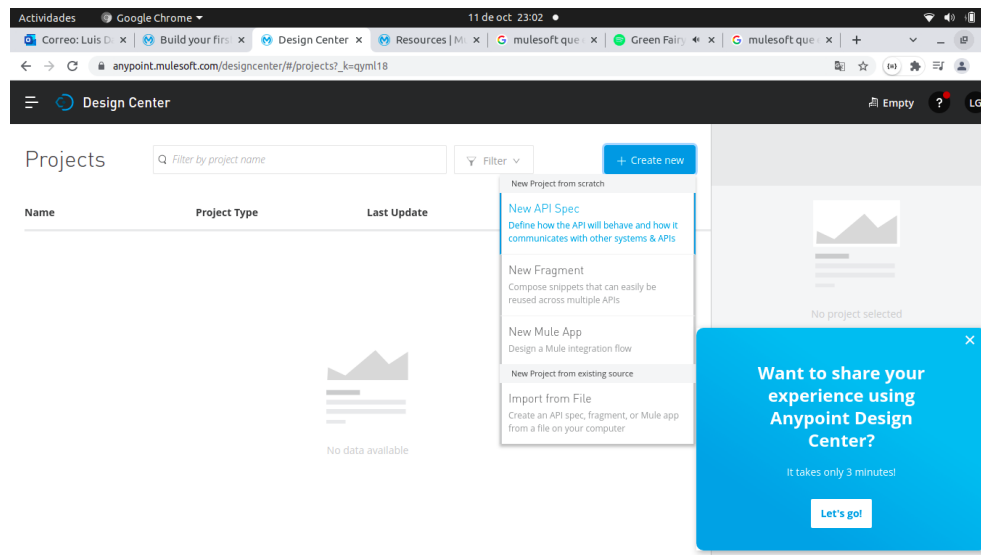 Actividades
Google Chrome
11 de oct 23:02
Correo: Luis D
Build your firs
Design Center
Resources | Mu
mulesoft que e
Green Fairy
mulesoft que e
anypoint.mulesoft.com/designcenter/#/projects?_k=qyml18
Design Center
Empty
?
LG
Projects
Filter by project name
Filter
+ Create new
New Project from scratch
Name
Project Type
Last Update
New API Spec
Define how the API will behave and how it
communicates with other systems & APIs
New Fragment
Compose snippets that can easily be
reused across multiple APIs
New Mule App
Design a Mule integration flow
New Project from existing source
Import from File
Create an API spec, fragment, or Mule app
from a file on your computer
No data available
No project selected
Want to share your
experience using
Anypoint Design
Center?
It takes only 3 minutes!
Let's go!